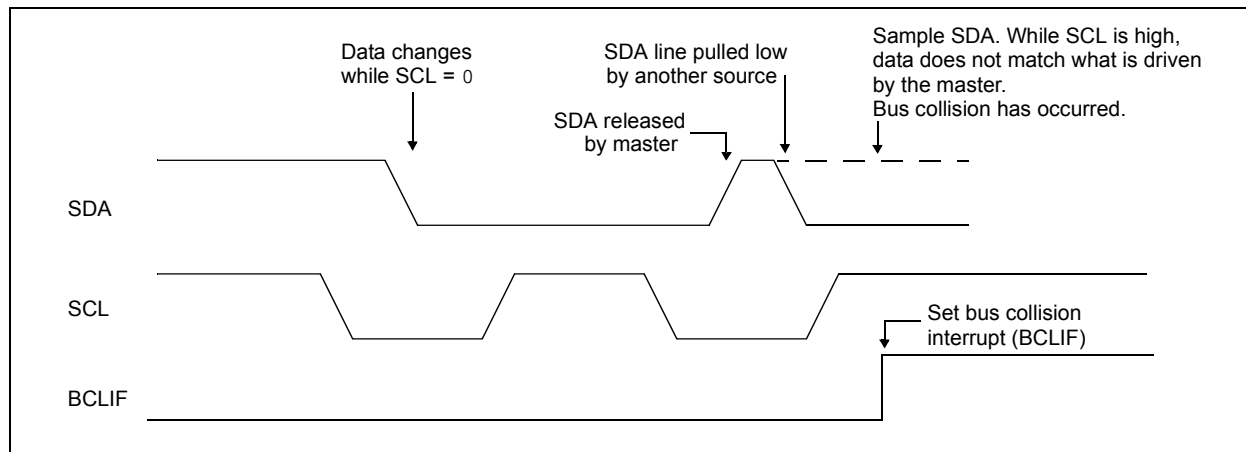 Data changes
while SCL = 0
SDA line pulled low
by another source
Sample SDA. While SCL is high,
data does not match what is driven
by the master.
Bus collision has occurred.
SDA released
by master
SDA
SCL
Set bus collision
interrupt (BCLIF)
BCLIF